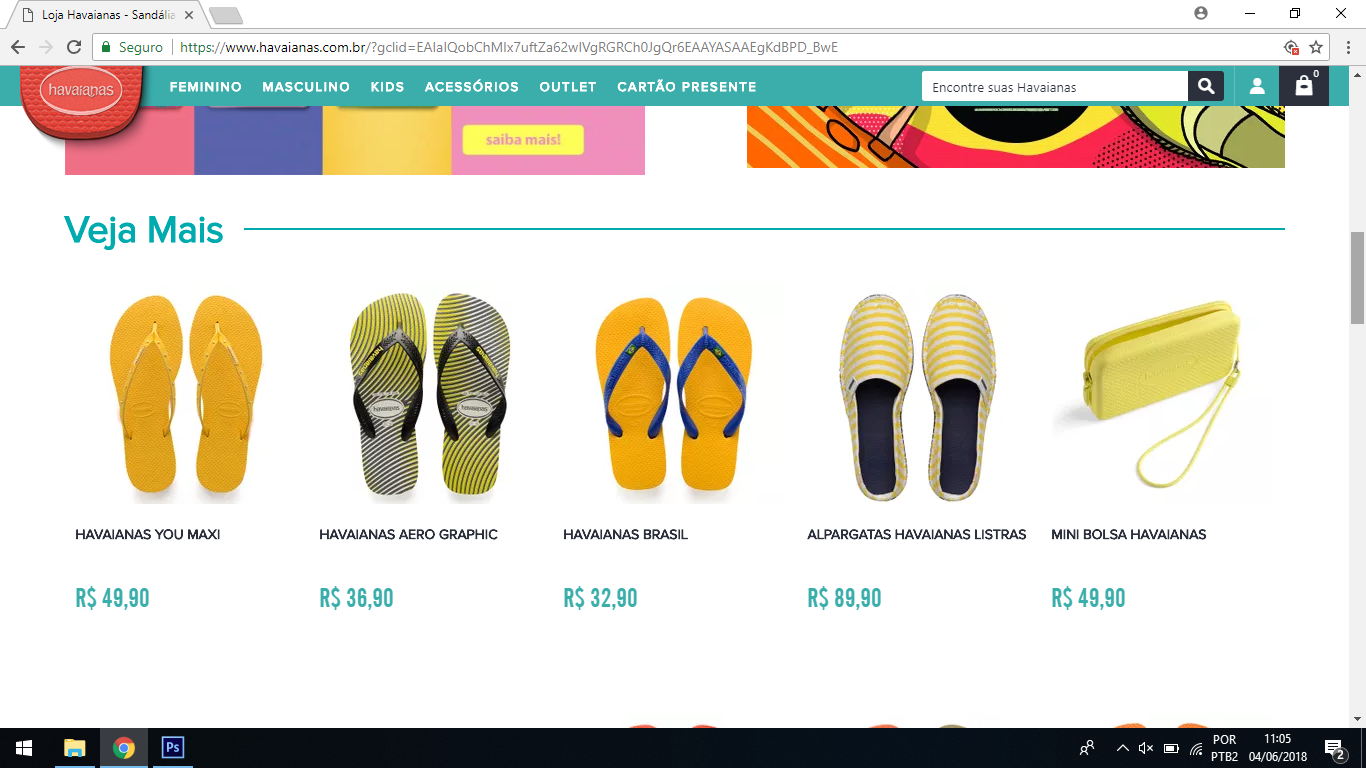 Loja Havaianas - Sandália
Seguro
https://www.havaianas.com.br/?gclid=EAIaIQobChMIx7uftZa62wIVgRGRCh0JgQr6EAAYASAAEgKdBPD_BwE
havaianas
FEMININO MASCULINO KIDS ACESSÓRIOS OUTLET CARTÃO PRESENTE
Encontre suas Havaianas
0
saiba mais!
Veja Mais
havaianas havaianas
HAVAIANAS YOU MAXI
HAVAIANAS AERO GRAPHIC
HAVAIANAS BRASIL
ALPARGATAS HAVAIANAS LISTRAS
MINI BOLSA HAVAIANAS
R$ 49,90
R$ 36,90
R$ 32,90
R$ 89,90
R$ 49,90
Ps
POR
PTB2
11:05
04/06/2018
2